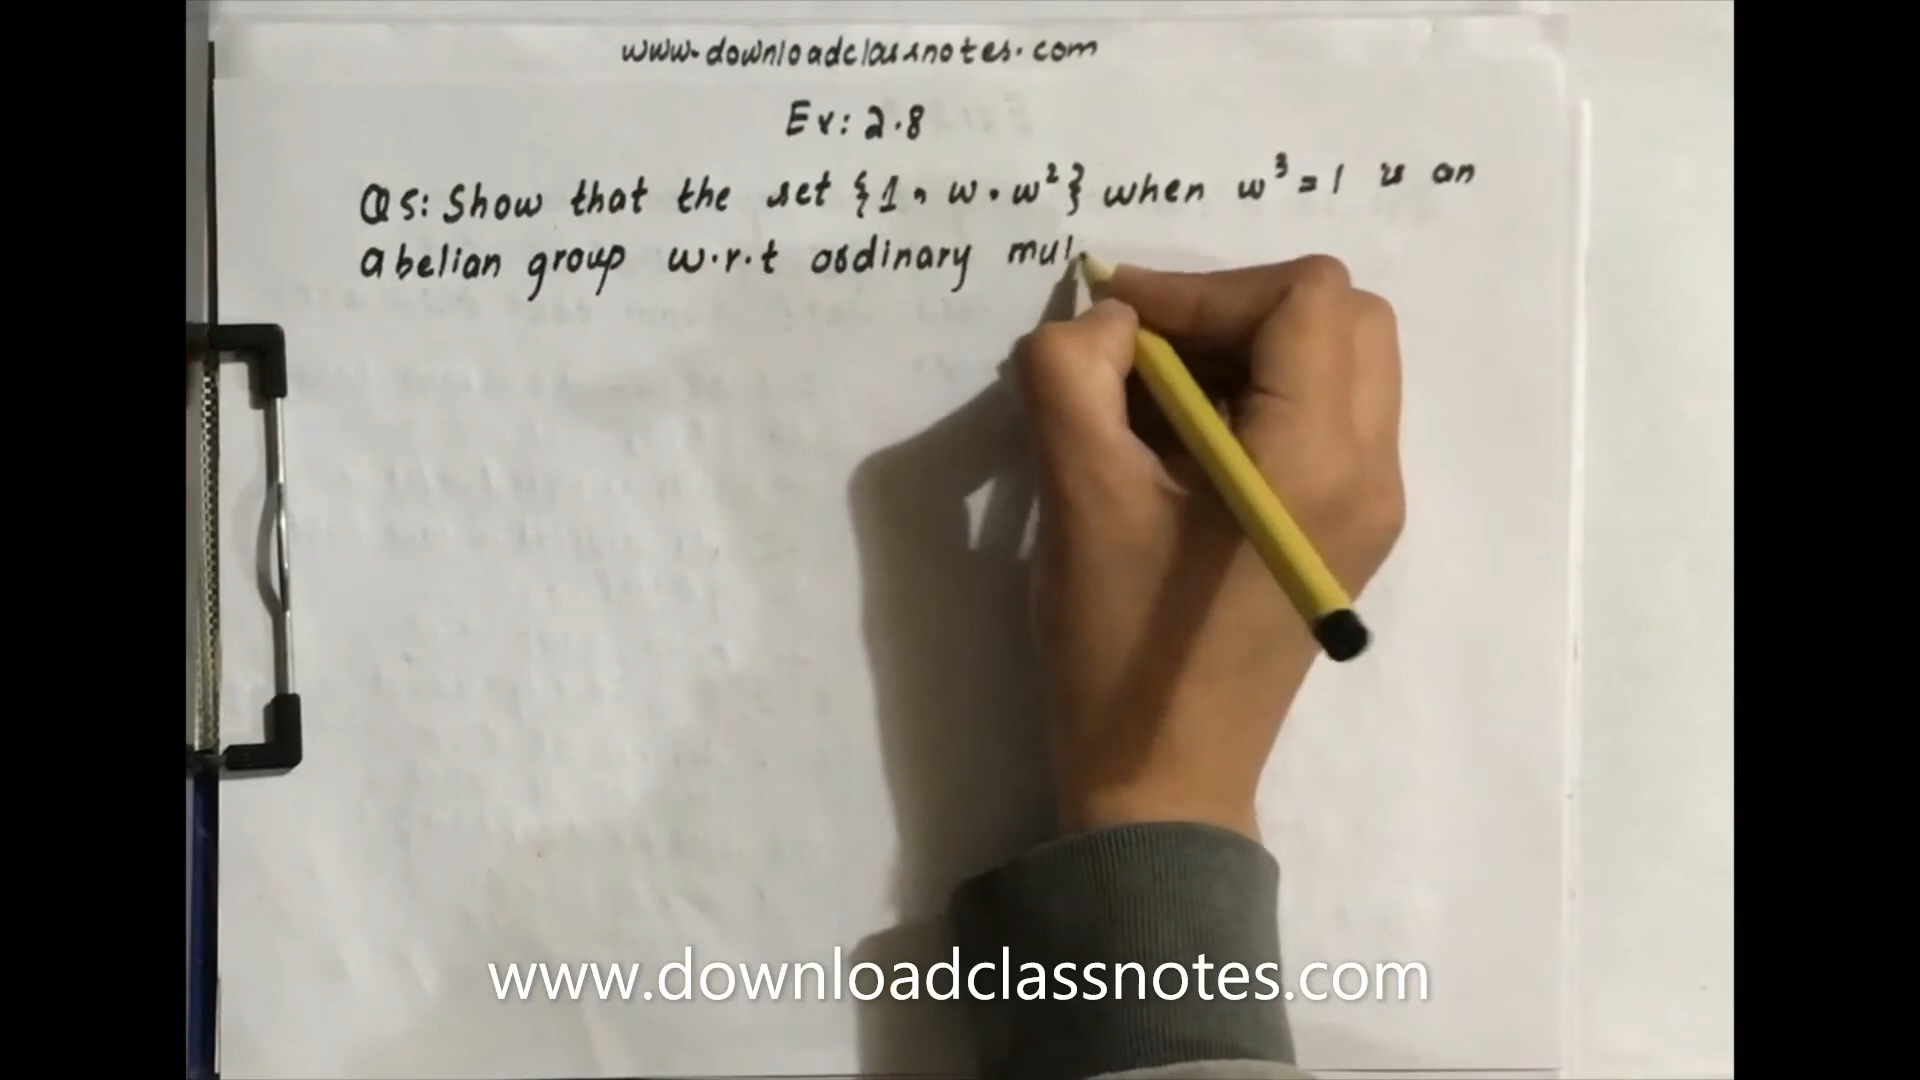 www.downloadclassnotes.com
Ex: 2.8
Q5: Show that the set {1, w, w²} when w³=1 is an
abelian group w.r.t ordinary mul
www.downloadclassnotes.com